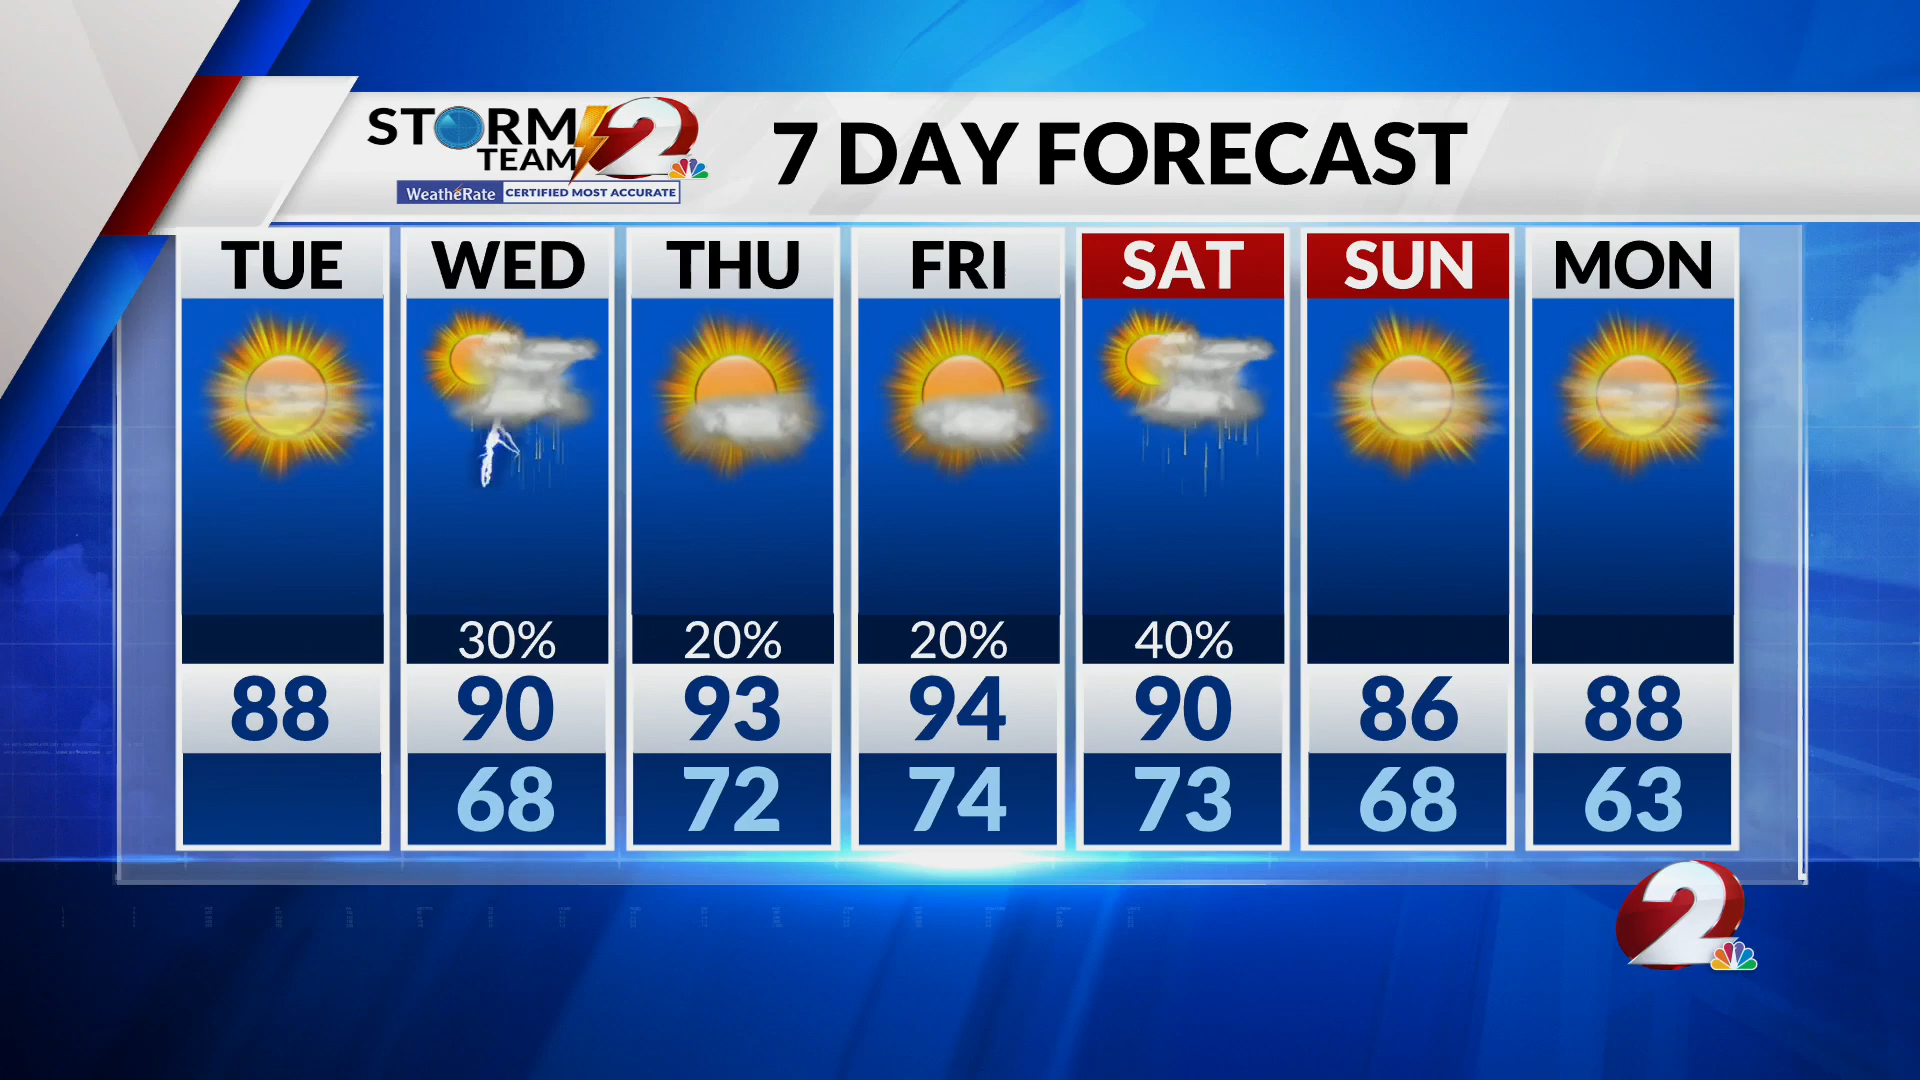 STORM
TEAM 2
WeatheRate CERTIFIED MOST ACCURATE
7 DAY FORECAST
TUE WED THU FRI SAT SUN MON
30% 20% 20% 40%
88 90 93 94 90 86 88
68 72 74 73 68 63
2